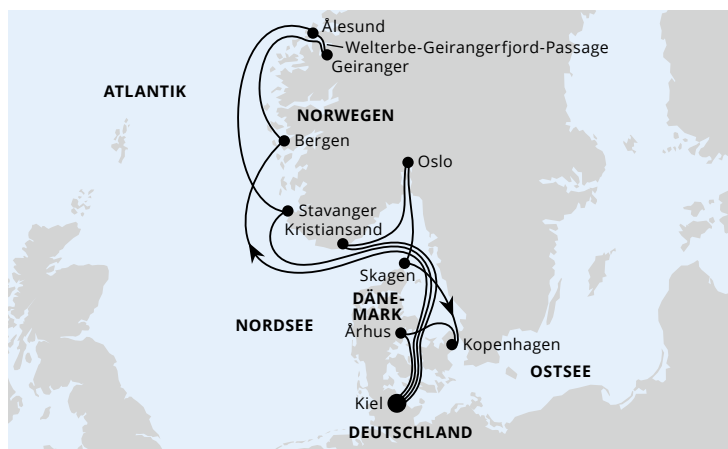 Ålesund
Welterbe-Geirangerfjord-Passage
Geiranger
ATLANTIK
NORWEGEN
Bergen
Oslo
Stavanger
Kristiansand
Skagen
DÄNE-
MARK
NORDSEE
Århus
Kopenhagen
OSTSEE
Kiel
DEUTSCHLAND